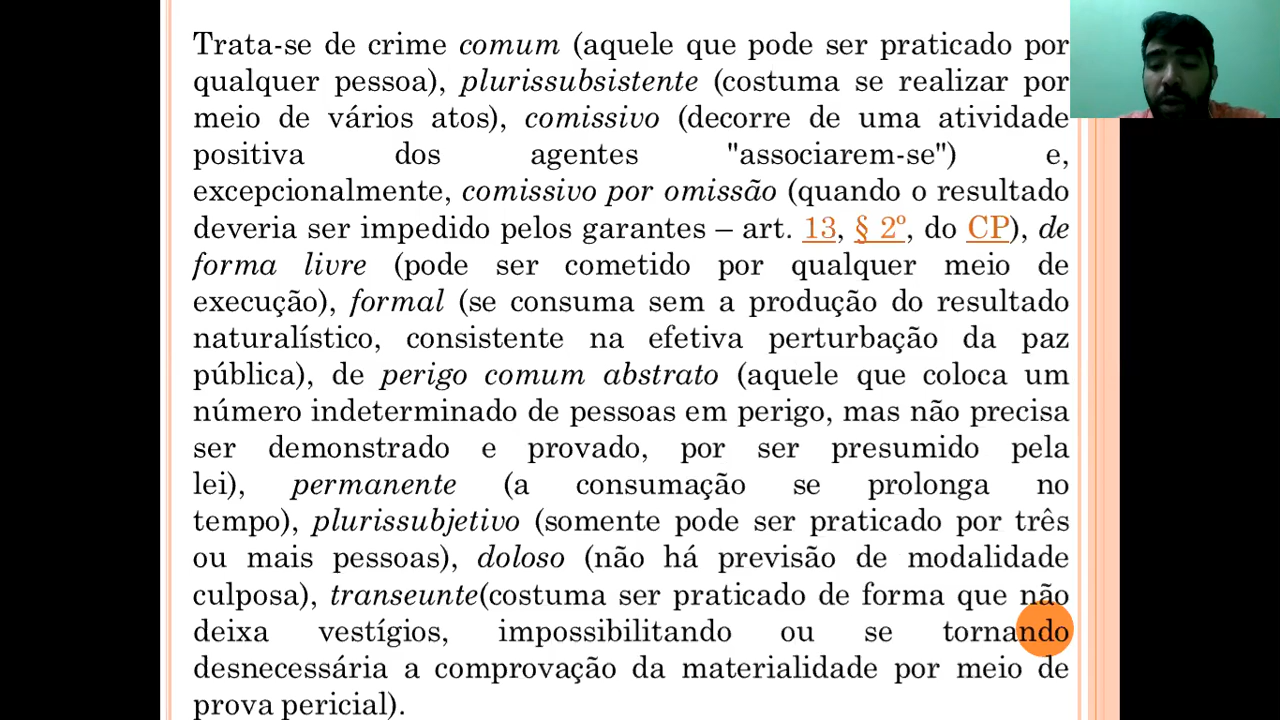 Trata-se de crime comum (aquele que pode ser praticado por
qualquer pessoa), plurissubsistente (costuma se realizar por
meio de vários atos), comissivo (decorre de uma atividade
positiva dos agentes "associarem-se") e,
excepcionalmente, comissivo por omissão (quando o resultado
deveria ser impedido pelos garantes – art. 13, § 2º, do CP), de
forma livre (pode ser cometido por qualquer meio de
execução), formal (se consuma sem a produção do resultado
naturalístico, consistente na efetiva perturbação da paz
pública), de perigo comum abstrato (aquele que coloca um
número indeterminado de pessoas em perigo, mas não precisa
ser demonstrado e provado, por ser presumido pela
lei), permanente (a consumação se prolonga no
tempo), plurissubjetivo (somente pode ser praticado por três
ou mais pessoas), doloso (não há previsão de modalidade
culposa), transeunte(costuma ser praticado de forma que não
deixa vestígios, impossibilitando ou se tornando
desnecessária a comprovação da materialidade por meio de
prova pericial).